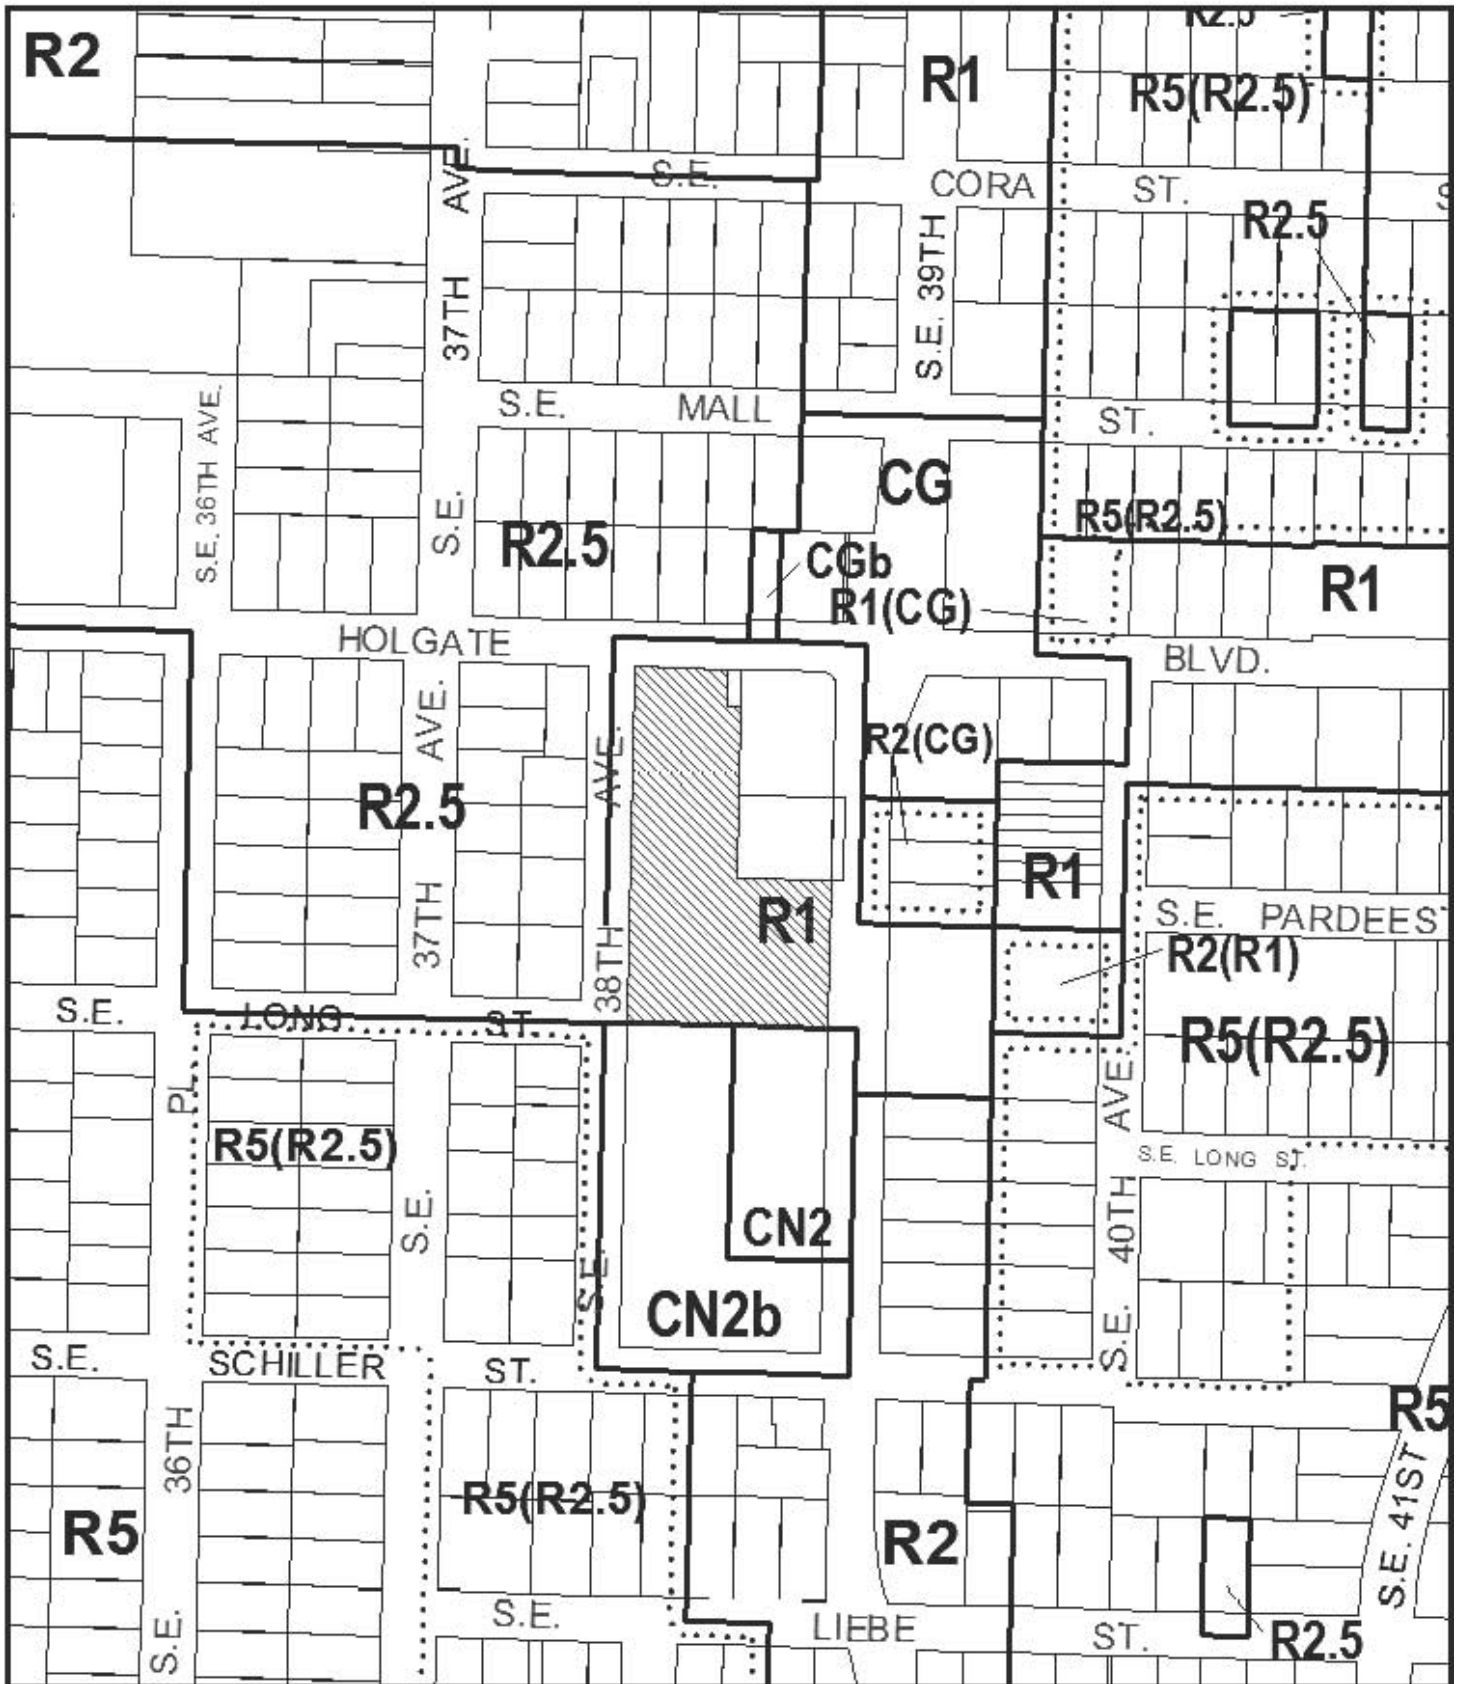 R2.5
R2
R1
R5(R2.5)
S.E. CORA ST. S
R2.5
37TH AVE.
S.E. 39TH
S.E. MALL ST.
S.E. 36TH AVE.
S.E.
CG
R2.5
R5(R2.5)
CGb
R1
R1(CG)
HOLGATE BLVD.
AVE.
AVE.
R2(CG)
R2.5
R1
R1
37TH
38TH
S.E. PARDEE ST
R2(R1)
S.E. LONG ST.
R5(R2.5)
PL.
AVE.
R5(R2.5)
S.E. LONG ST.
S.E.
40TH
CN2
S.E.
CN2b
S.E.
S.E. SCHILLER ST.
R5
36TH
S.E. 41ST
R5(R2.5)
R5
R2
S.E.
S.E. LIEBE ST.
R2.5